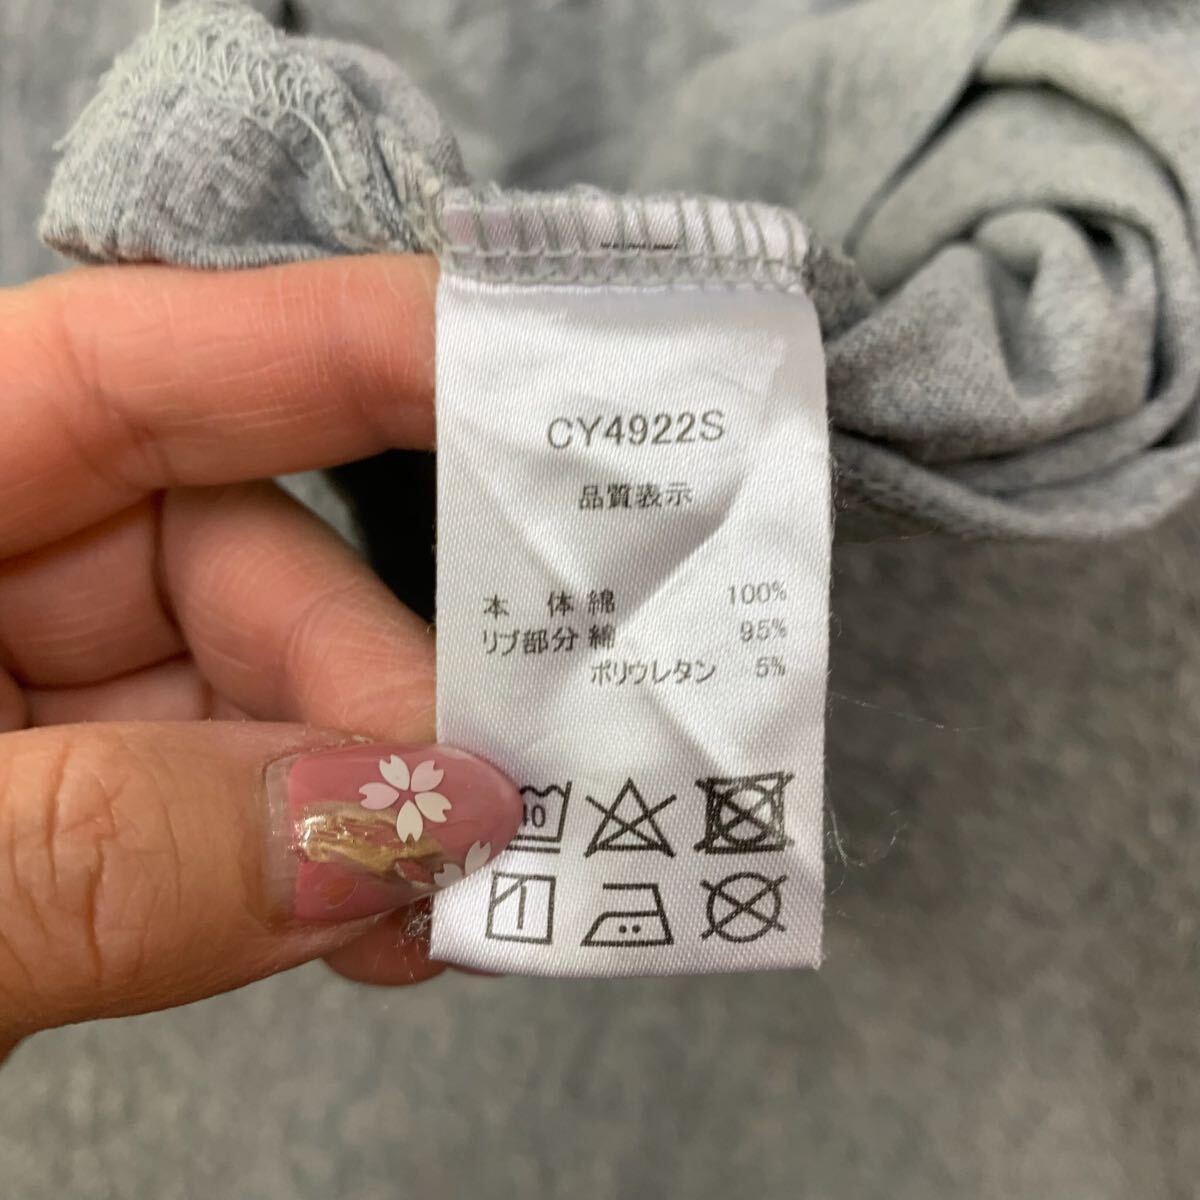 CY4922S
品質表示
本 体 綿 100%
リブ部分 綿 95%
ポリウレタン 5%
40